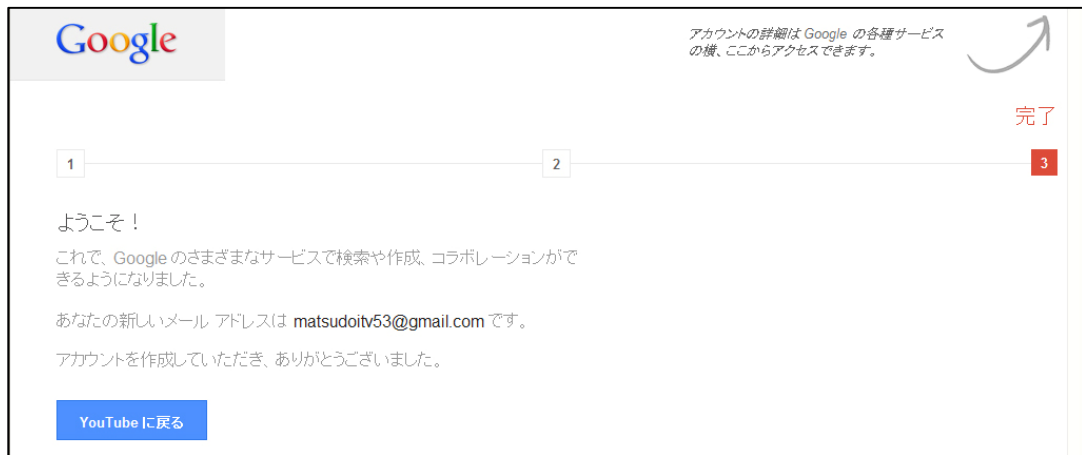 Google
アカウントの詳細は Google の各種サービス
の横、ここからアクセスできます。
完了
1
2
3
ようこそ！
これで、Google のさまざまなサービスで検索や作成、コラボレーションがで
きるようになりました。
あなたの新しいメール アドレスは matsudoitv53@gmail.com です。
アカウントを作成していただき、ありがとうございました。
YouTube に戻る